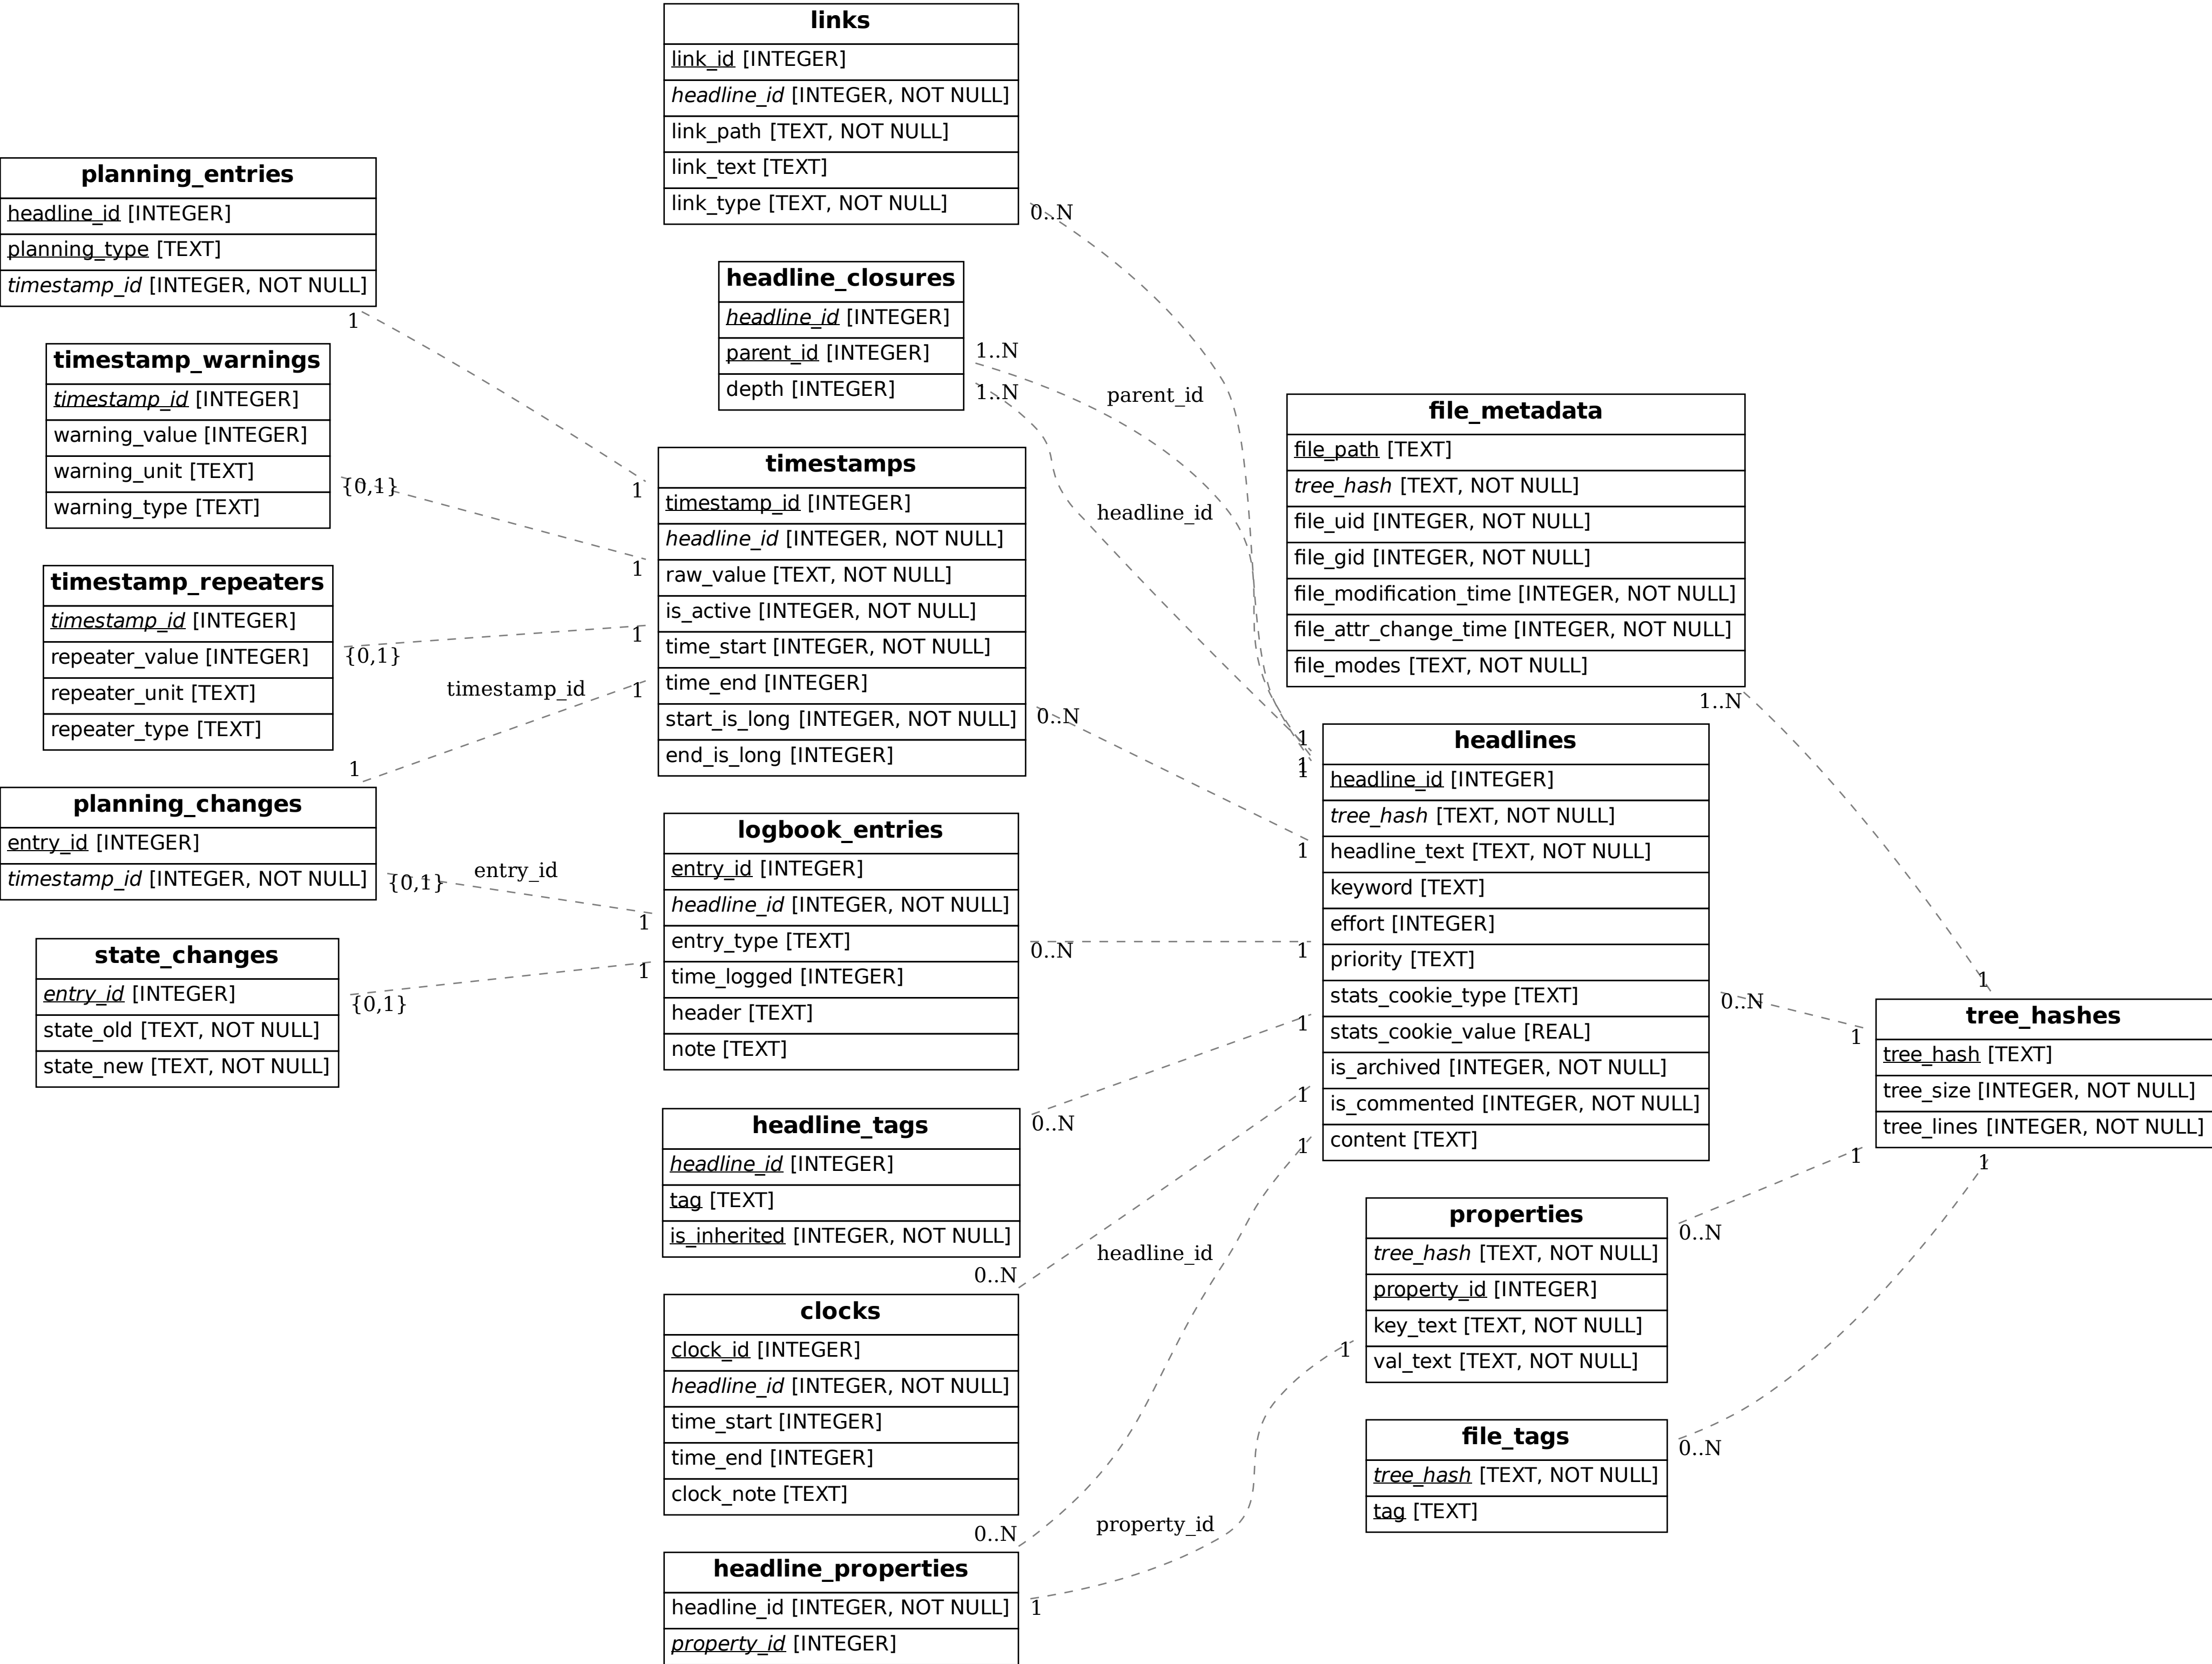 links
link_id [INTEGER]
headline_id [INTEGER, NOT NULL]
link_path [TEXT, NOT NULL]
link_text [TEXT]
link_type [TEXT, NOT NULL]
0..N
planning_entries
headline_id [INTEGER]
planning_type [TEXT]
timestamp_id [INTEGER, NOT NULL]
1
1
headline_closures
headline_id [INTEGER]
parent_id [INTEGER]
depth [INTEGER]
1..N
1..N
parent_id
headline_id
timestamp_warnings
timestamp_id [INTEGER]
warning_value [INTEGER]
warning_unit [TEXT]
warning_type [TEXT]
{0,1}
1
timestamps
timestamp_id [INTEGER]
headline_id [INTEGER, NOT NULL]
raw_value [TEXT, NOT NULL]
is_active [INTEGER, NOT NULL]
time_start [INTEGER, NOT NULL]
time_end [INTEGER]
start_is_long [INTEGER, NOT NULL]
end_is_long [INTEGER]
0..N
1
timestamp_repeaters
timestamp_id [INTEGER]
repeater_value [INTEGER]
repeater_unit [TEXT]
repeater_type [TEXT]
{0,1}
1
timestamp_id
1
1
planning_changes
entry_id [INTEGER]
timestamp_id [INTEGER, NOT NULL]
{0,1}
entry_id
1
state_changes
entry_id [INTEGER]
state_old [TEXT, NOT NULL]
state_new [TEXT, NOT NULL]
{0,1}
1
logbook_entries
entry_id [INTEGER]
headline_id [INTEGER, NOT NULL]
entry_type [TEXT]
time_logged [INTEGER]
header [TEXT]
note [TEXT]
0..N
1
file_metadata
file_path [TEXT]
tree_hash [TEXT, NOT NULL]
file_uid [INTEGER, NOT NULL]
file_gid [INTEGER, NOT NULL]
file_modification_time [INTEGER, NOT NULL]
file_attr_change_time [INTEGER, NOT NULL]
file_modes [TEXT, NOT NULL]
1..N
1
1
1
1
headlines
headline_id [INTEGER]
tree_hash [TEXT, NOT NULL]
headline_text [TEXT, NOT NULL]
keyword [TEXT]
effort [INTEGER]
priority [TEXT]
stats_cookie_type [TEXT]
stats_cookie_value [REAL]
is_archived [INTEGER, NOT NULL]
is_commented [INTEGER, NOT NULL]
content [TEXT]
0..N
1
tree_hashes
tree_hash [TEXT]
tree_size [INTEGER, NOT NULL]
tree_lines [INTEGER, NOT NULL]
1
1
headline_tags
headline_id [INTEGER]
tag [TEXT]
is_inherited [INTEGER, NOT NULL]
0..N
1
clocks
clock_id [INTEGER]
headline_id [INTEGER, NOT NULL]
time_start [INTEGER]
time_end [INTEGER]
clock_note [TEXT]
0..N
1
headline_id
properties
tree_hash [TEXT, NOT NULL]
property_id [INTEGER]
key_text [TEXT, NOT NULL]
val_text [TEXT, NOT NULL]
0..N
1
file_tags
tree_hash [TEXT, NOT NULL]
tag [TEXT]
0..N
headline_properties
headline_id [INTEGER, NOT NULL]
property_id [INTEGER]
0..N
1
1
property_id